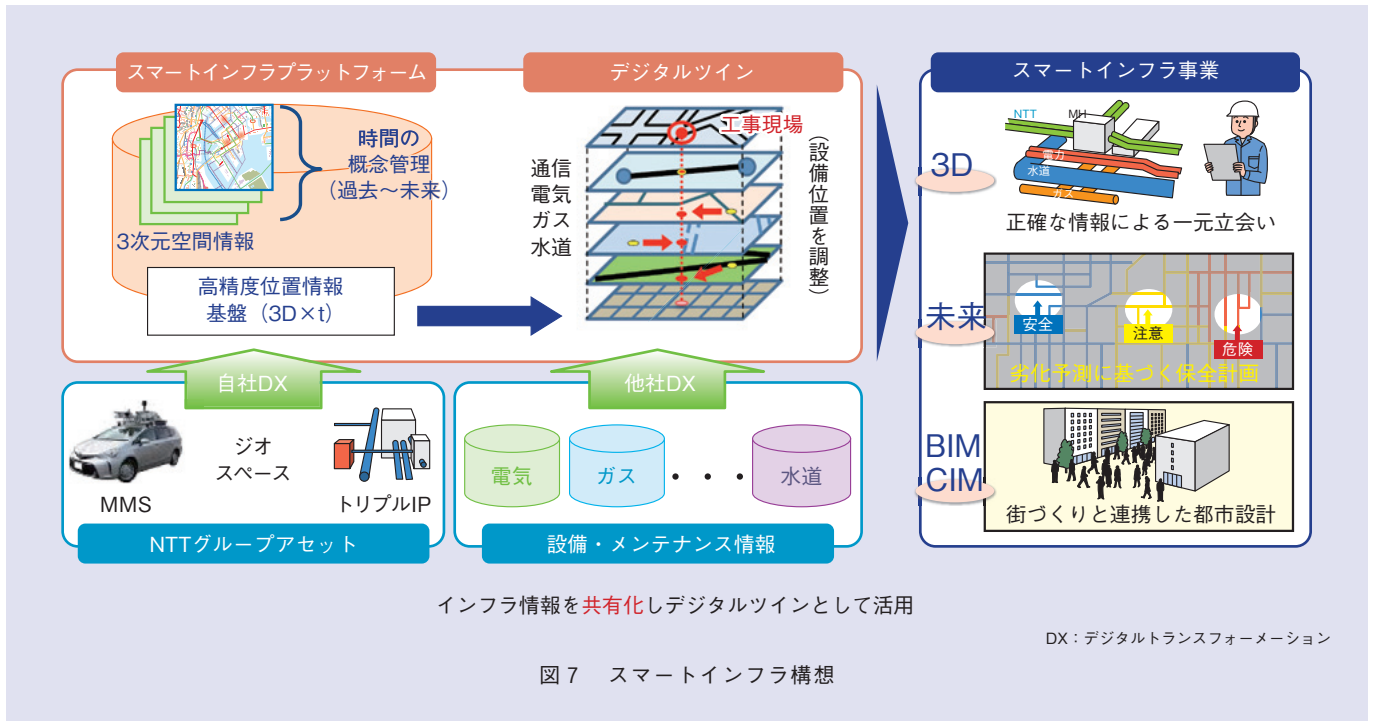 スマートインフラプラットフォーム
時間の
概念管理
（過去～未来）
3次元空間情報
高精度位置情報
基盤（3D×t）
デジタルツイン
工事現場
通信
電気
ガス
水道
（設備位置を調整）
自社DX
他社DX
MMS
ジオ
スペース
トリプルIP
NTTグループアセット
電気
ガス
・・・
水道
設備・メンテナンス情報
スマートインフラ事業
3D
NTT
MH
電力
水道
ガス
正確な情報による一元立会い
未来
安全
注意
危険
劣化予測に基づく保全計画
BIM
CIM
街づくりと連携した都市設計
インフラ情報を共有化しデジタルツインとして活用
DX：デジタルトランスフォーメーション
図7　スマートインフラ構想